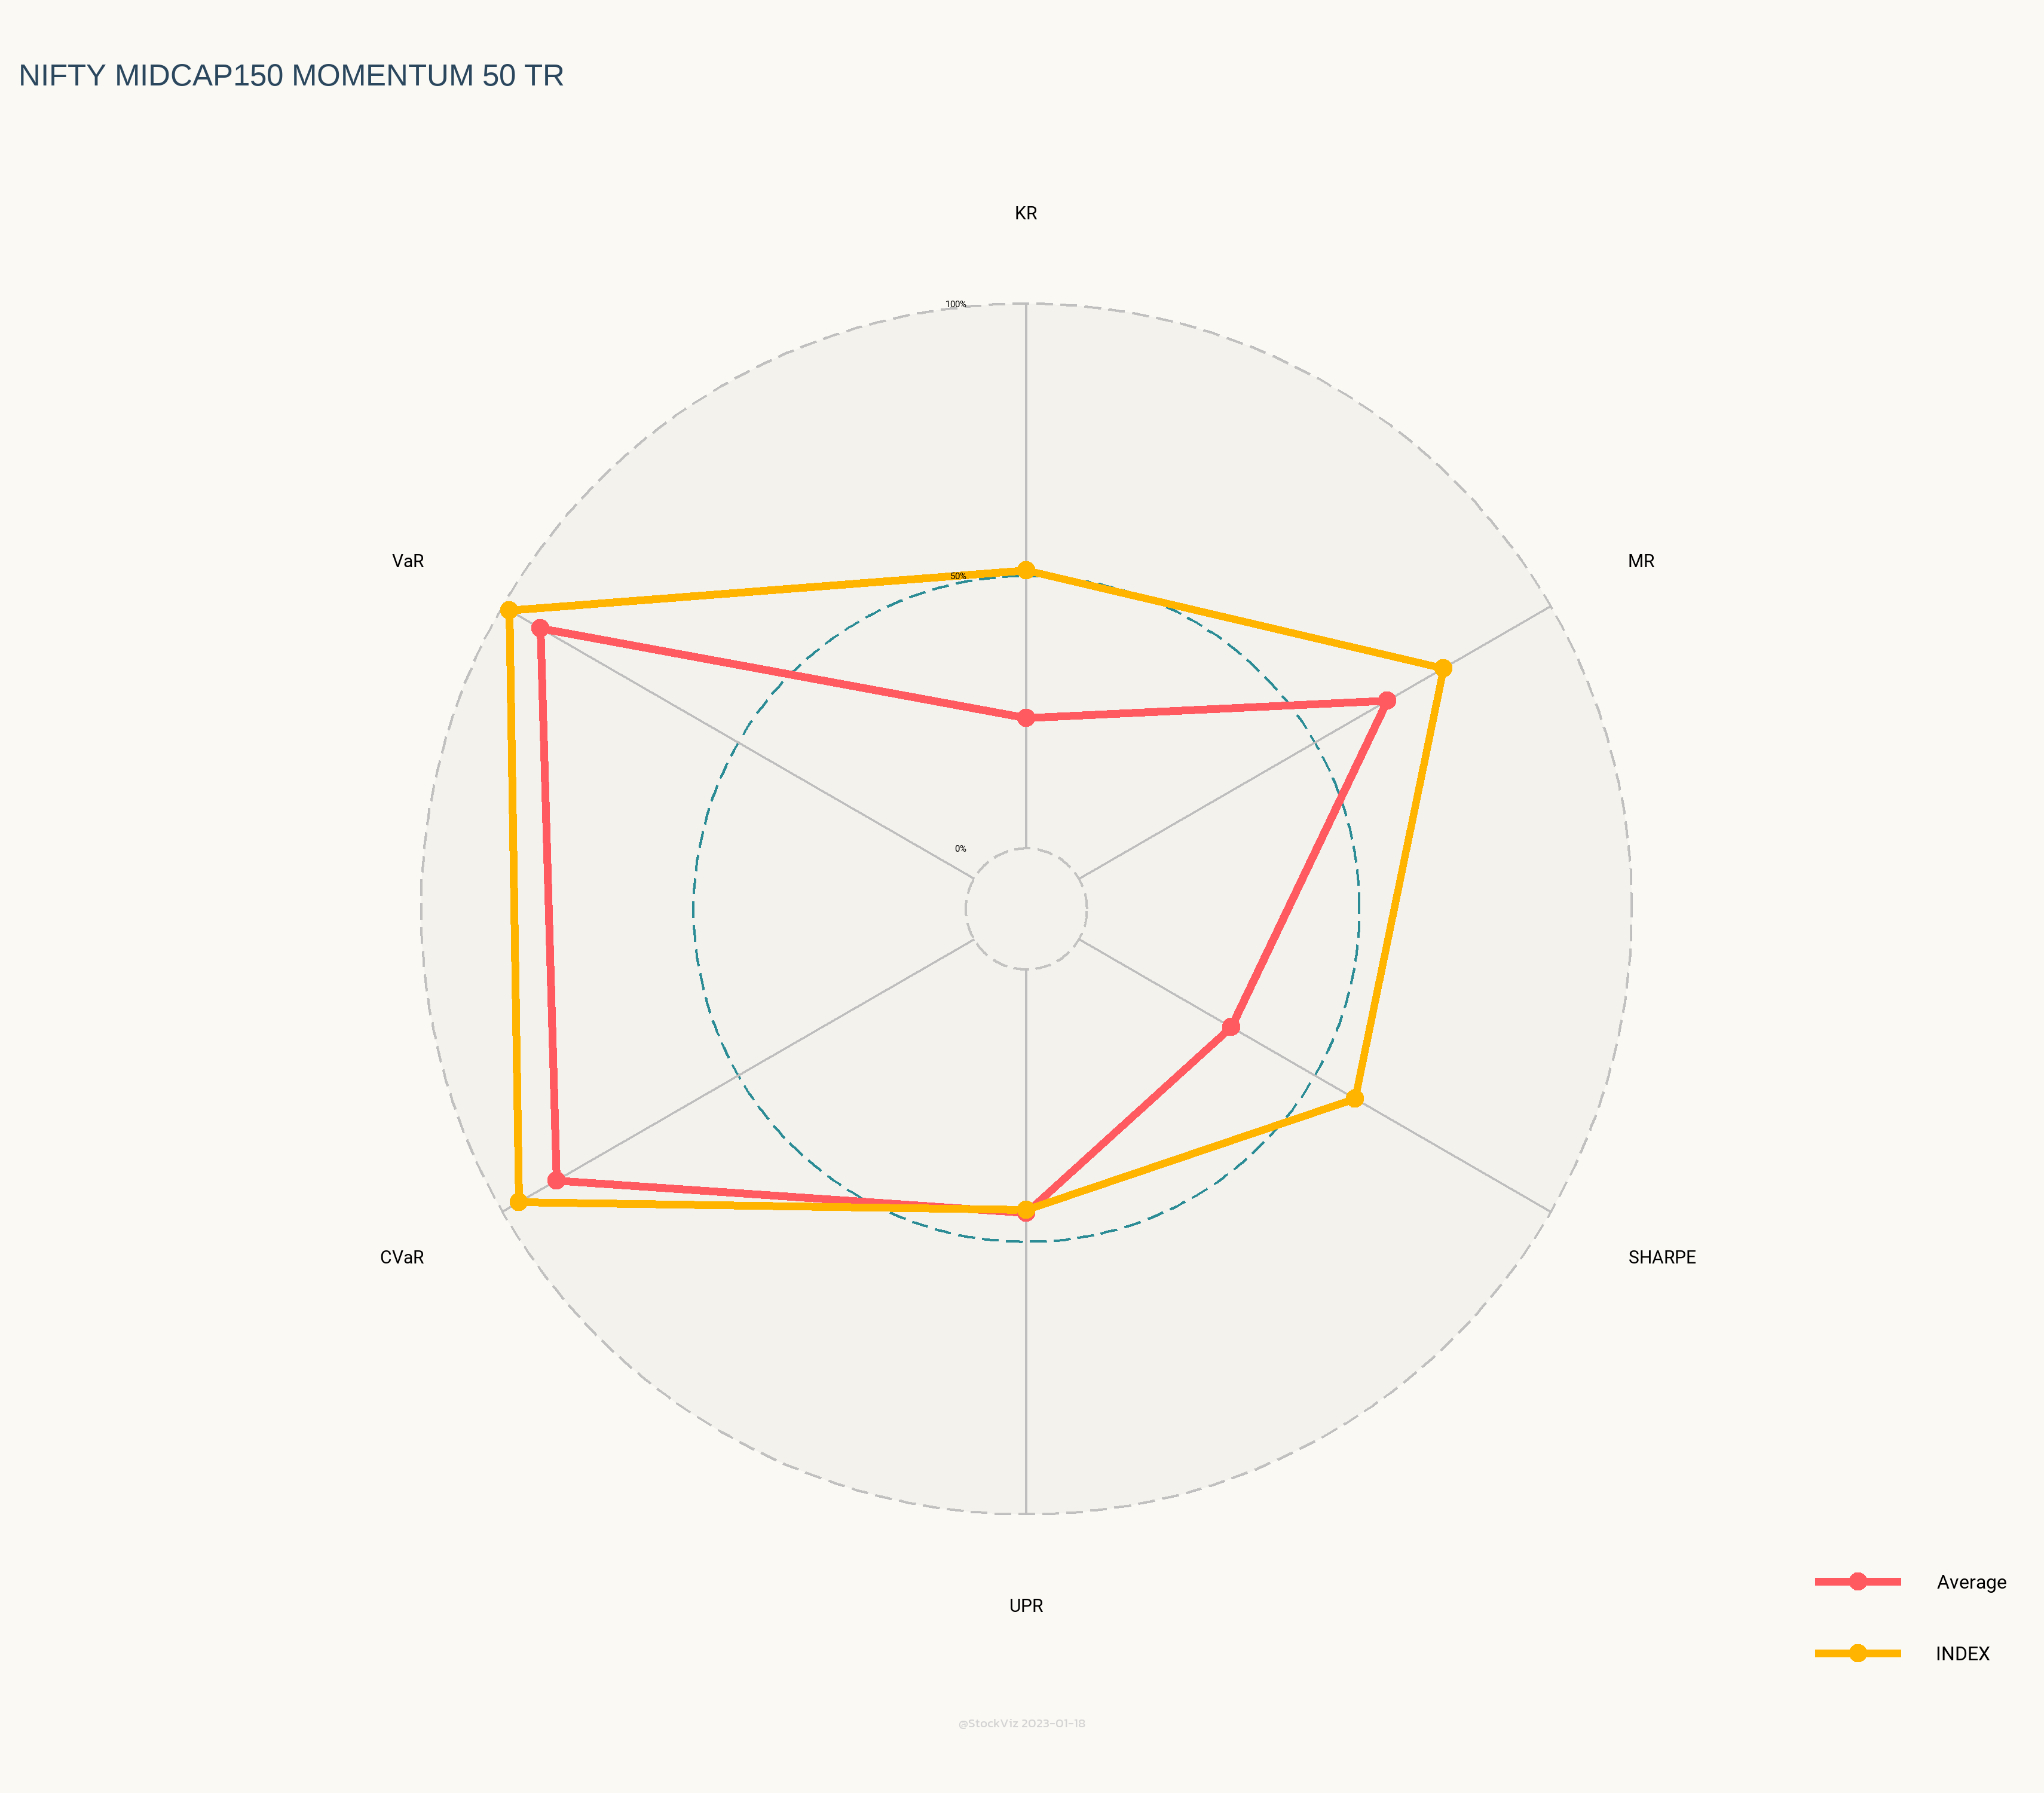 NIFTY MIDCAP150 MOMENTUM 50 TR
KR
100%
VaR
MR
50%
0%
CVaR
SHARPE
UPR
Average
INDEX
@StockViz 2023-01-18